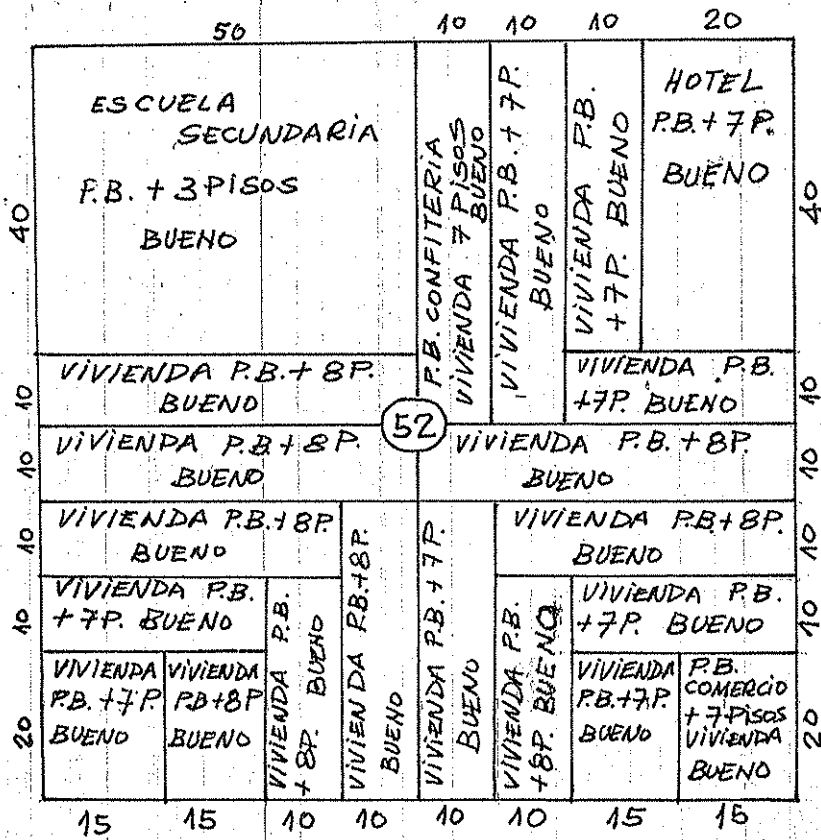 50 10 10 10 20
ESCUELA
SECUNDARIA
P.B. + 3 PISOS
BUENO
P.B. CONFITERIA
VIVIENDA 7 PISOS
BUENO
VIVIENDA P.B. + 7P.
BUENO
VIVIENDA P.B.
+7P. BUENO
HOTEL
P.B. + 7P.
BUENO
40
40
VIVIENDA P.B. + 8P.
BUENO
VIVIENDA P.B.
+7P. BUENO
10
10
52
VIVIENDA P.B. + 8P.
BUENO
VIVIENDA P.B. + 8P.
BUENO
10
10
VIVIENDA P.B. + 8P.
BUENO
VIVIENDA P.B. + 8P.
BUENO
VIVIENDA P.B. + 7P.
BUENO
VIVIENDA P.B + 8P.
BUENO
10
10
VIVIENDA P.B.
+ 7P. BUENO
VIVIENDA P.B.
+ 8P. BUENO
VIVIENDA P.B.
+8P. BUENO
VIVIENDA P.B.
+7P. BUENO
10
10
VIVIENDA
P.B. + 7P
BUENO
VIVIENDA
P.B + 8P
BUENO
VIVIENDA
P.B. + 7P.
BUENO
P.B.
COMERCIO
+ 7 PISOS
VIVIENDA
BUENO
20
20
15 15 10 10 10 10 15 15